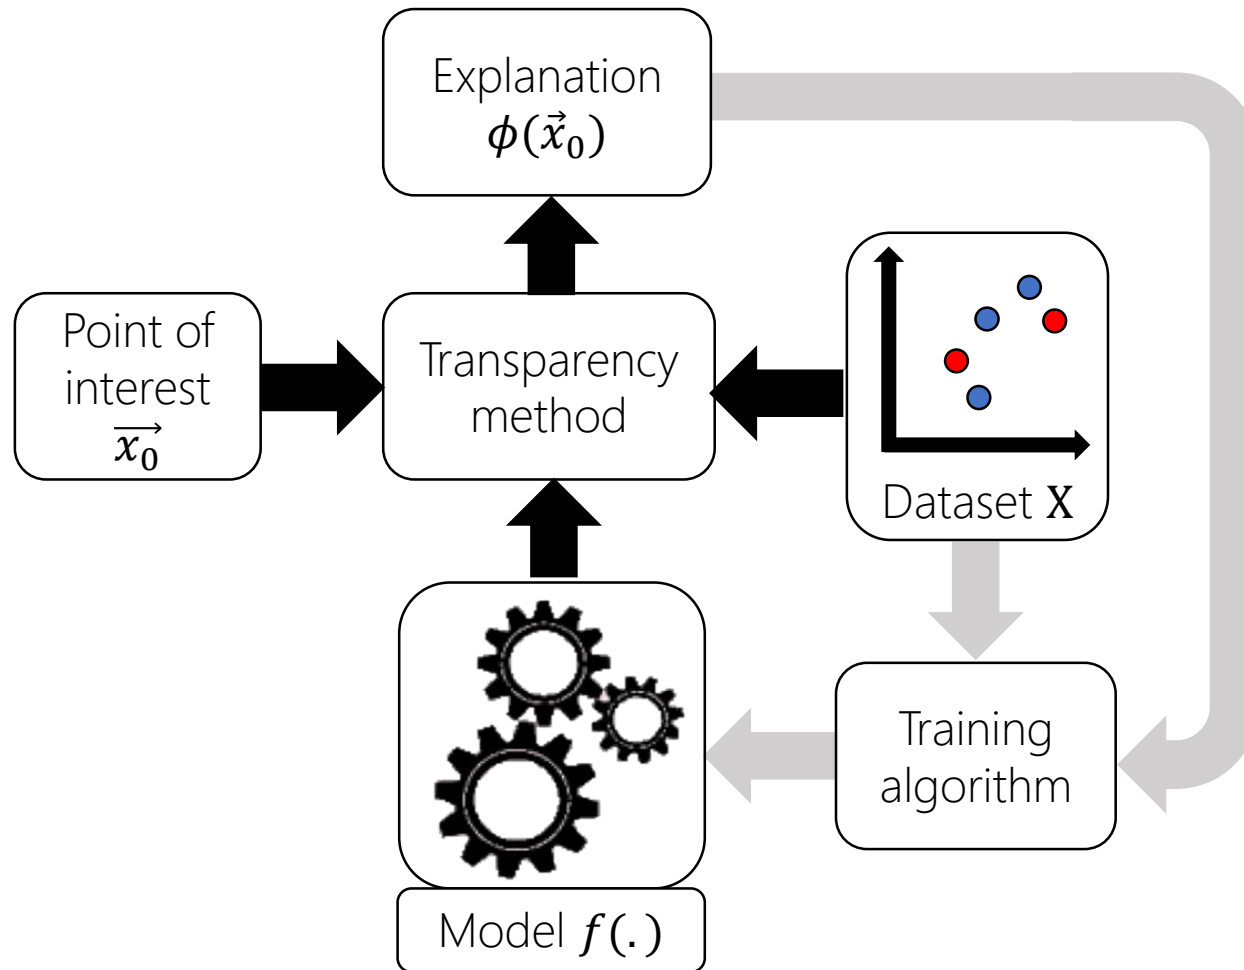 Explanation
𝜙(x⃗₀)
Point of
interest
x₀⃗
Transparency
method
Dataset X
Training
algorithm
Model 𝑓(.)